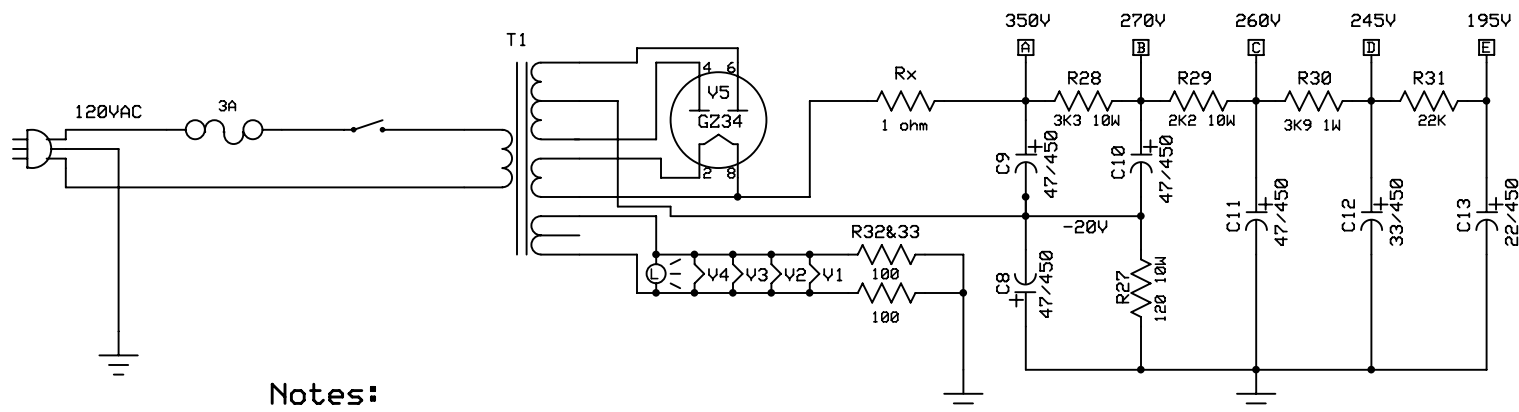 350V 270V 260V 245V 195V
A B C D E
T1
120VAC
3A
4 6
V5
GZ34
2 8
Rx
1 ohm
R28
3K3 10W
R29
2K2 10W
R30
3K9 1W
R31
22K
C9
47/450
C10
47/450
C11
47/450
C12
33/450
C13
22/450
-20V
C8
47/450
R27
120 10W
R32&33
100
100
L
V4 V3 V2 V1
+
+
+
+
+
+
Notes: